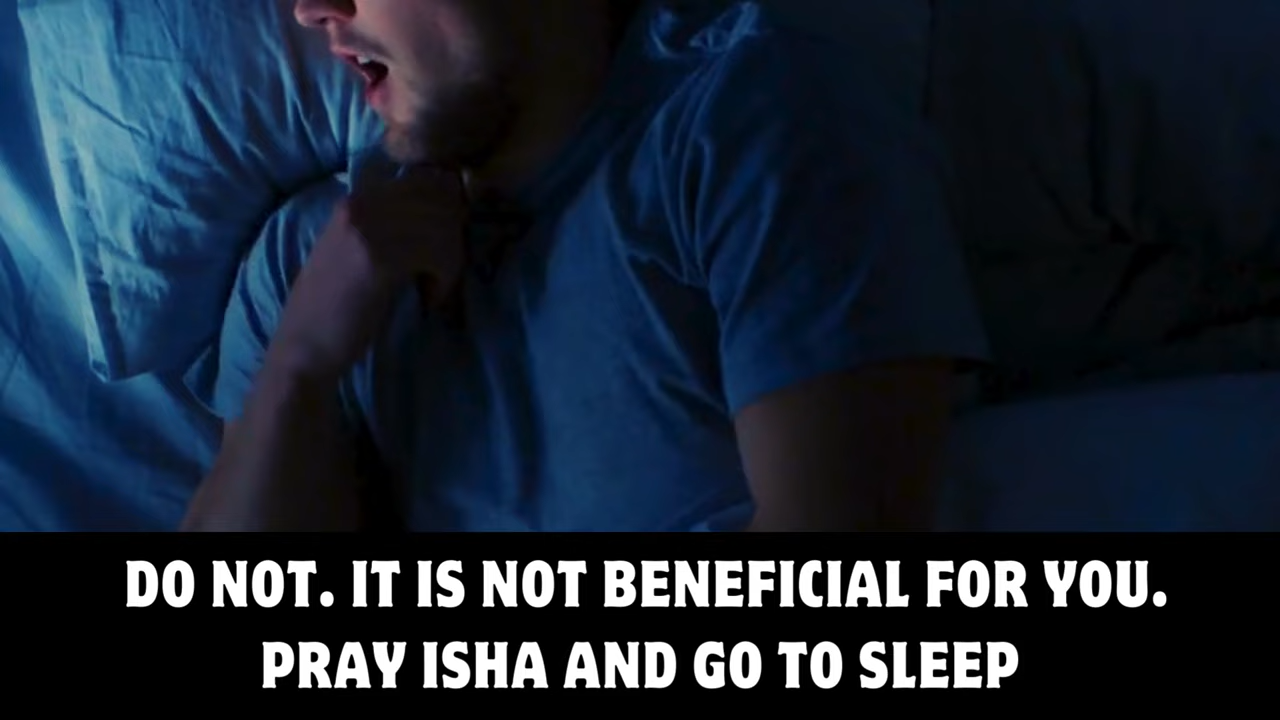 DO NOT. IT IS NOT BENEFICIAL FOR YOU.
PRAY ISHA AND GO TO SLEEP